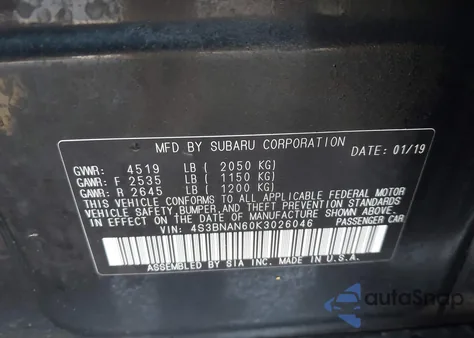 MFD BY SUBARU CORPORATION
DATE: 01/19
GVWR: 4519 LB ( 2050 KG)
GAWR: F 2535 LB ( 1150 KG)
GAWR: R 2645 LB ( 1200 KG)
THIS VEHICLE CONFORMS TO ALL APPLICABLE FEDERAL MOTOR
VEHICLE SAFETY, BUMPER, AND THEFT PREVENTION STANDARDS
IN EFFECT ON THE DATE OF MANUFACTURE SHOWN ABOVE.
VIN: 4S3BNAN60K3026046 PASSENGER CAR
ASSEMBLED BY SIA INC. MADE IN U.S.A.
autoSnap